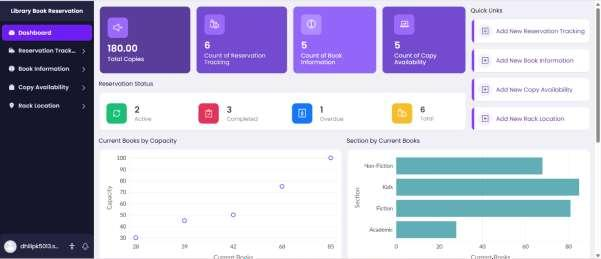 Library Book Reservation
Dashboard
Reservation Track...
Book Information
Copy Availability
Rack Location
dhilipk5013.s...
180.00
Total Copies
6
Count of Reservation
Tracking
5
Count of Book
Information
5
Count of Copy
Availability
Quick Links
Add New Reservation Tracking
Add New Book Information
Add New Copy Availability
Add New Rack Location
Reservation Status
2
Active
3
Completed
1
Overdue
6
Total
Current Books by Capacity
100
90
80
70
60
50
40
30
Capacity
28
39
42
68
85
Current Books
Section by Current Books
Section
Non-Fiction
Kids
Fiction
Academic
0
20
40
60
80
Current Books